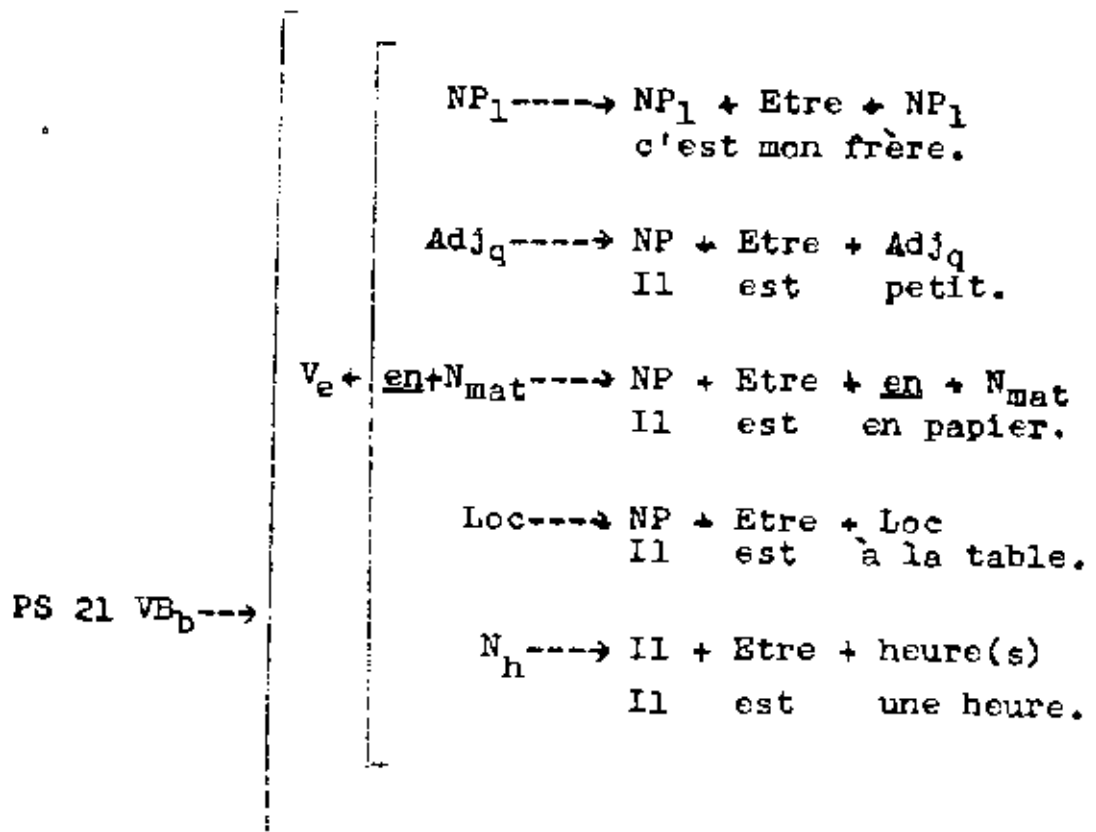 NP1----→ NP1 + Etre + NP1
c'est mon frère.
Adjq----→ NP + Etre + Adjq
Il est petit.
Ve + en+Nmat----→ NP + Etre + en + Nmat
Il est en papier.
Loc----→ NP + Etre + Loc
Il est à la table.
PS 21 VBb---→
Nh----→ Il + Etre + heure(s)
Il est une heure.